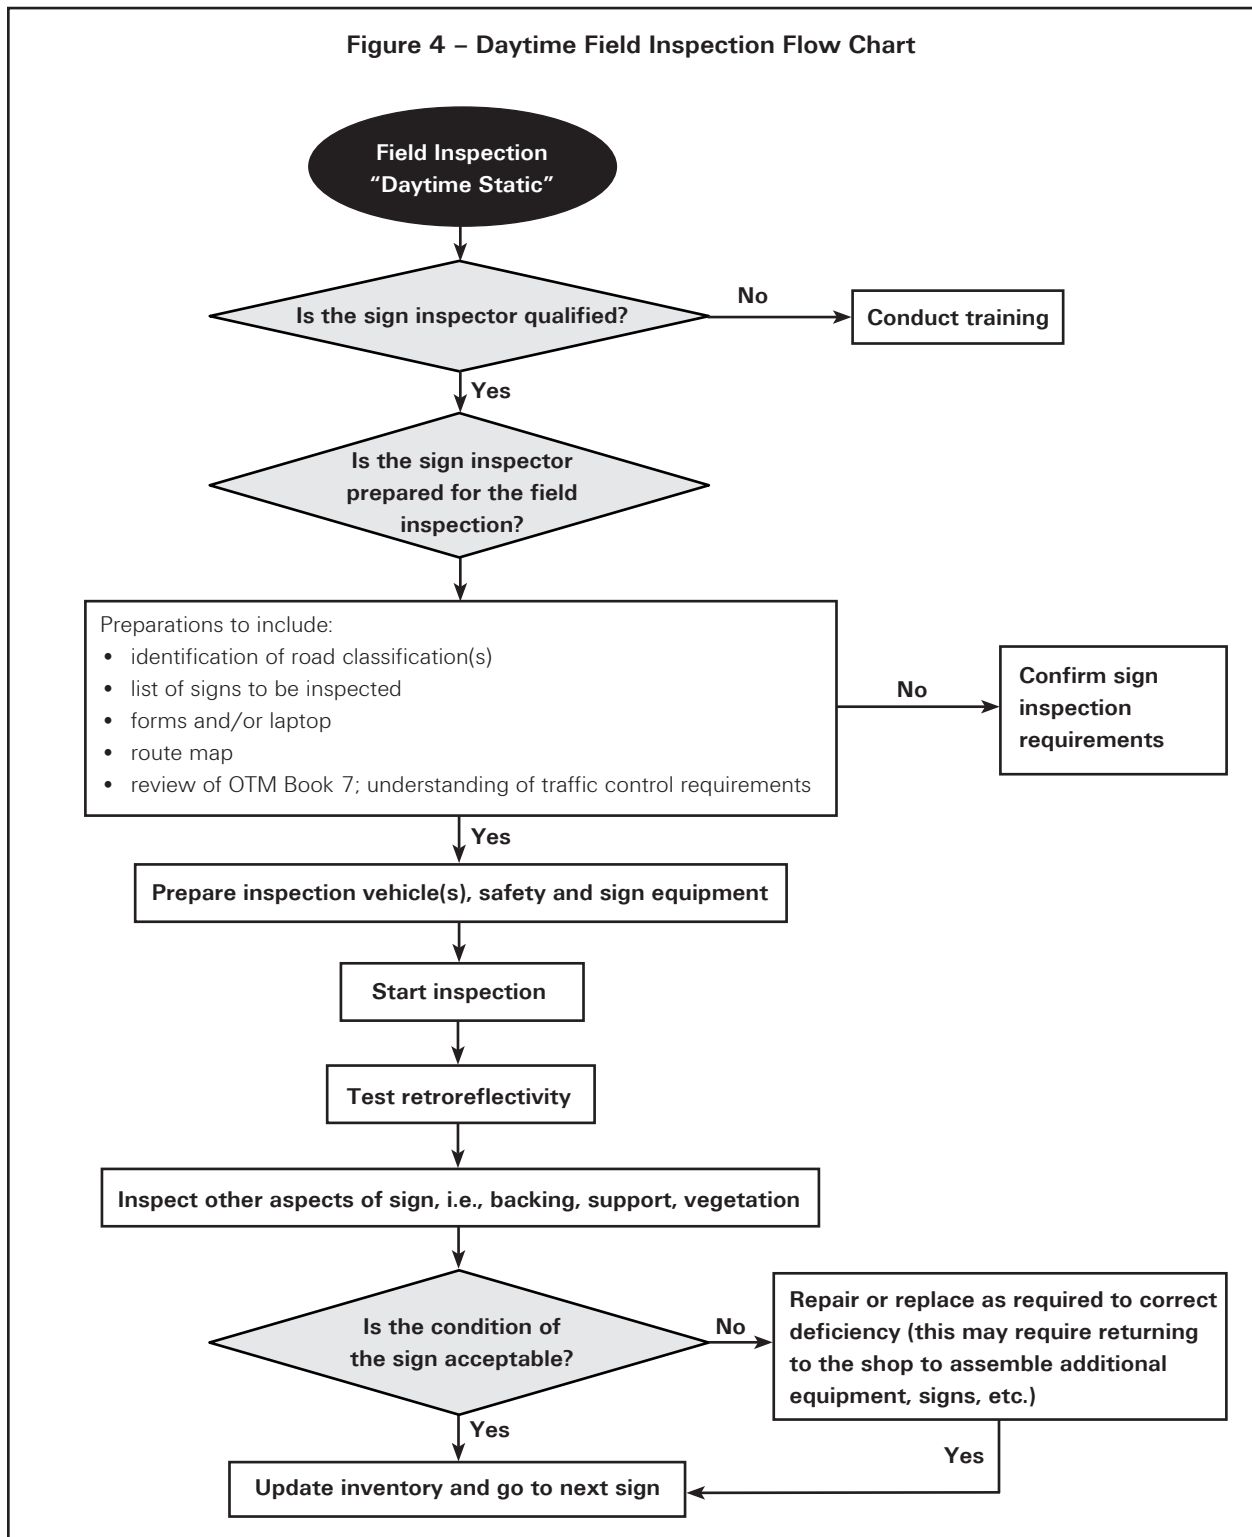 Figure 4 – Daytime Field Inspection Flow Chart
Field Inspection
“Daytime Static”
Is the sign inspector qualified?
No
Conduct training
Yes
Is the sign inspector
prepared for the field
inspection?
Preparations to include:
• identification of road classification(s)
• list of signs to be inspected
• forms and/or laptop
• route map
• review of OTM Book 7; understanding of traffic control requirements
No
Confirm sign
inspection
requirements
Yes
Prepare inspection vehicle(s), safety and sign equipment
Start inspection
Test retroreflectivity
Inspect other aspects of sign, i.e., backing, support, vegetation
Is the condition of
the sign acceptable?
No
Repair or replace as required to correct
deficiency (this may require returning
to the shop to assemble additional
equipment, signs, etc.)
Yes
Yes
Update inventory and go to next sign